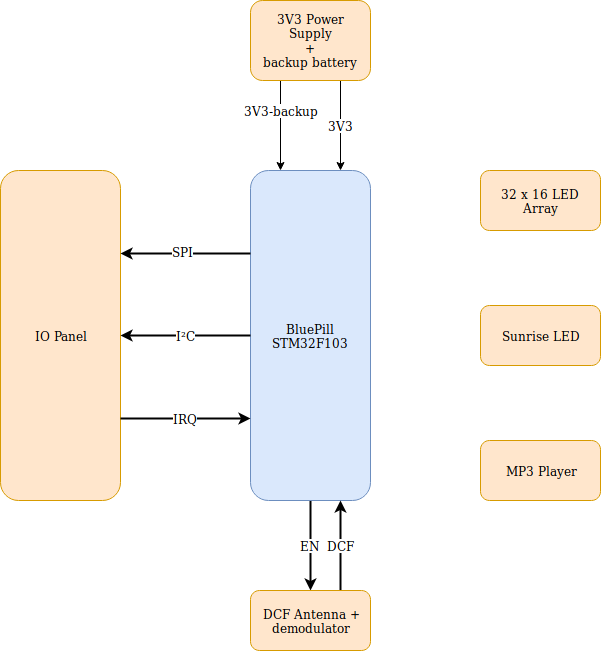 3V3 Power
Supply
+
backup battery
3V3-backup
3V3
32 x 16 LED
Array
SPI
IO Panel
I²C
BluePill
STM32F103
Sunrise LED
IRQ
MP3 Player
EN
DCF
DCF Antenna +
demodulator